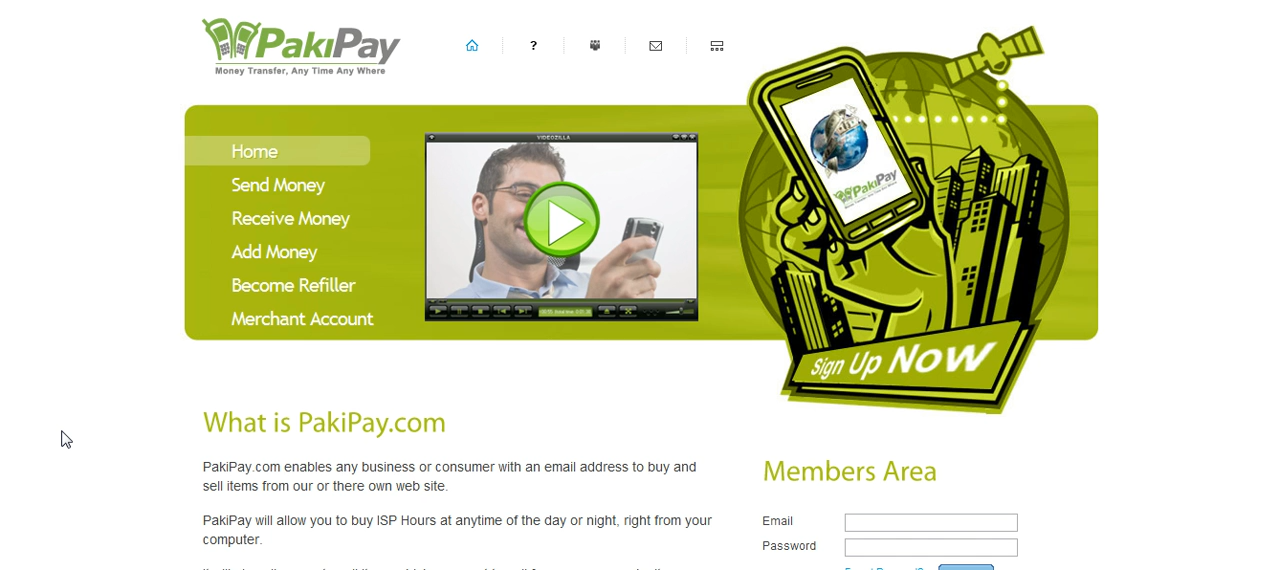 PakiPay
Money Transfer, Any Time Any Where
?
Home
Send Money
Receive Money
Add Money
Become Refiller
Merchant Account
VIDEOZILLA
PakiPay
Sign Up Now
What is PakiPay.com
PakiPay.com enables any business or consumer with an email address to buy and
sell items from our or there own web site.
PakiPay will allow you to buy ISP Hours at anytime of the day or night, right from your
computer.
Members Area
Email
Password